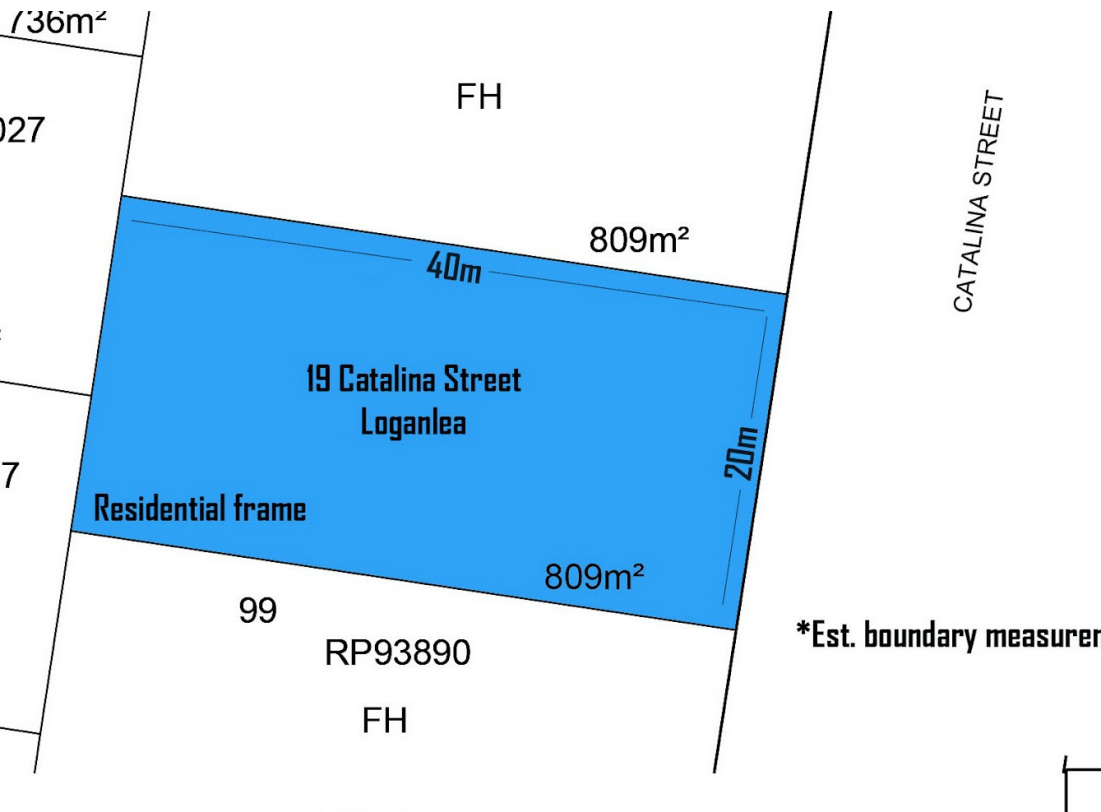 736m²
FH
027
CATALINA STREET
809m²
40m
19 Catalina Street
Loganlea
20m
7
Residential frame
809m²
99
RP93890
FH
*Est. boundary